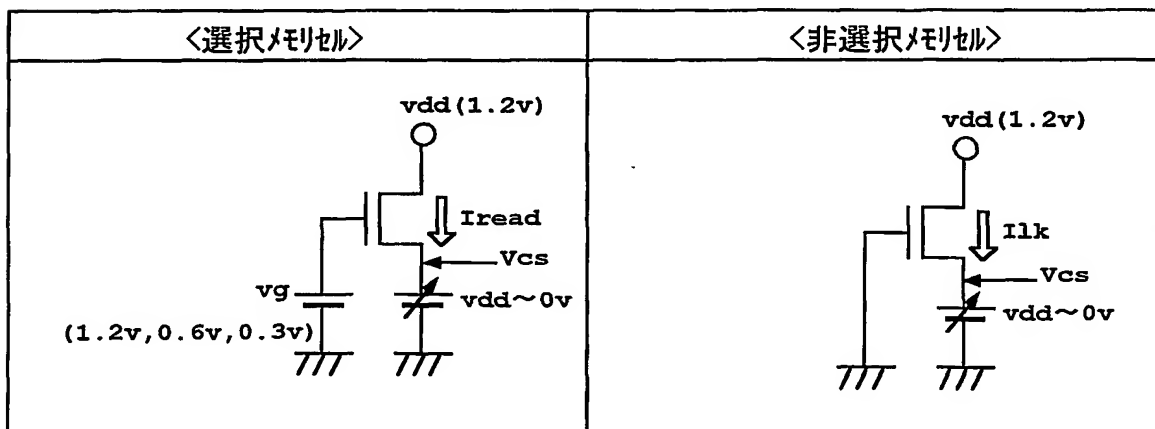 <選択メモリセル>
<非選択メモリセル>
vdd(1.2v)
Iread
Vcs
vg
vdd~0v
(1.2v,0.6v,0.3v)
vdd(1.2v)
Ilk
Vcs
vdd~0v